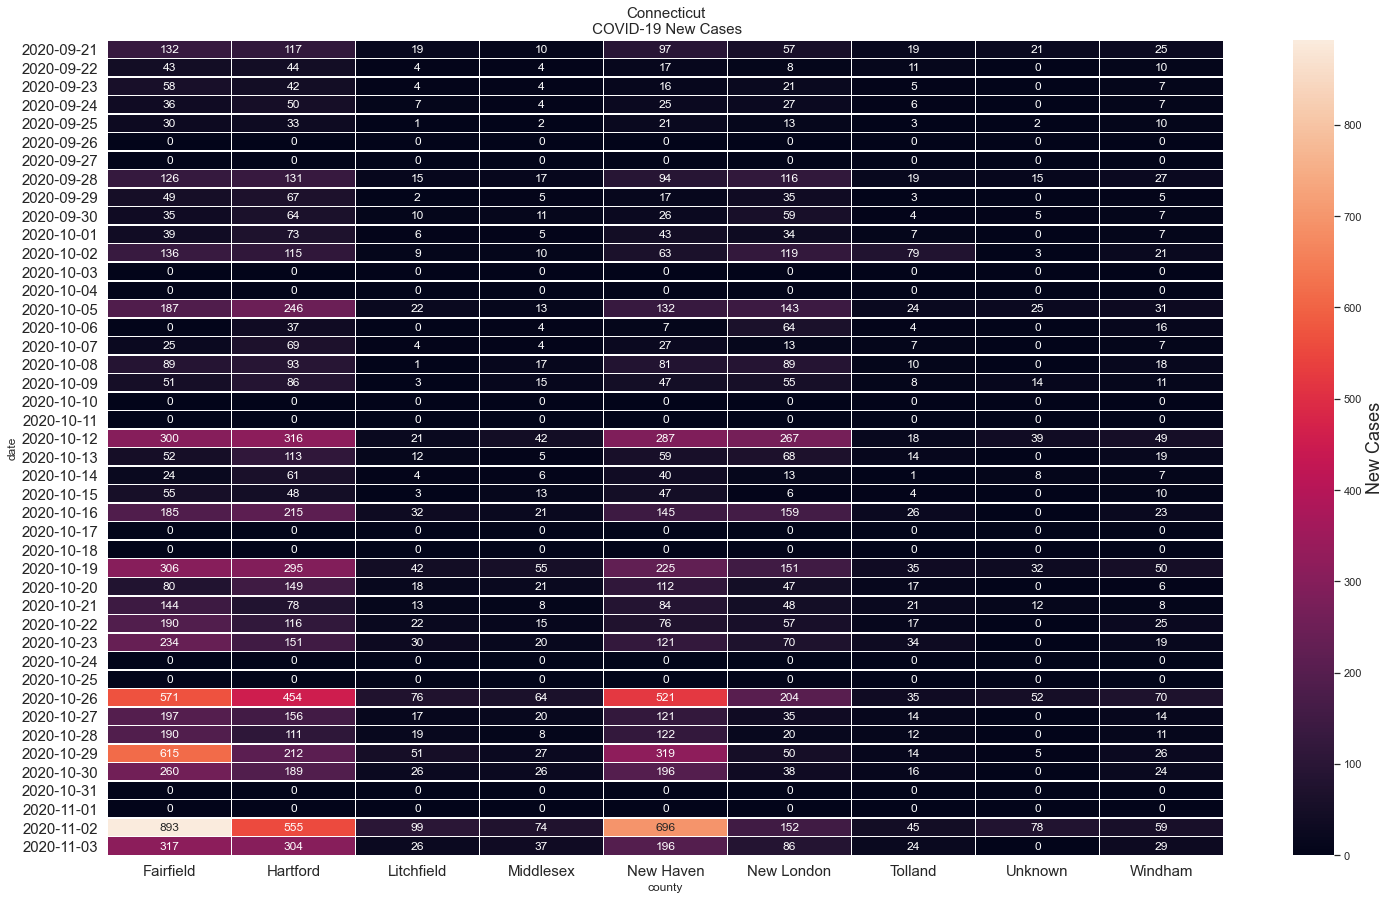 Connecticut
COVID-19 New Cases
2020-09-21 132 117 19 10 97 57 19 21 25
2020-09-22 43 44 4 4 17 8 11 0 10
2020-09-23 58 42 4 4 16 21 5 0 7
2020-09-24 36 50 7 4 25 27 6 0 7
2020-09-25 30 33 1 2 21 13 3 2 10
2020-09-26 0 0 0 0 0 0 0 0 0
2020-09-27 0 0 0 0 0 0 0 0 0
2020-09-28 126 131 15 17 94 116 19 15 27
2020-09-29 49 67 2 5 17 35 3 0 5
2020-09-30 35 64 10 11 26 59 4 5 7
2020-10-01 39 73 6 5 43 34 7 0 7
2020-10-02 136 115 9 10 63 119 79 3 21
2020-10-03 0 0 0 0 0 0 0 0 0
2020-10-04 0 0 0 0 0 0 0 0 0
2020-10-05 187 246 22 13 132 143 24 25 31
2020-10-06 0 37 0 4 7 64 4 0 16
2020-10-07 25 69 4 4 27 13 7 0 7
2020-10-08 89 93 1 17 81 89 10 0 18
2020-10-09 51 86 3 15 47 55 8 14 11
2020-10-10 0 0 0 0 0 0 0 0 0
2020-10-11 0 0 0 0 0 0 0 0 0
2020-10-12 300 316 21 42 287 267 18 39 49
2020-10-13 52 113 12 5 59 68 14 0 19
2020-10-14 24 61 4 6 40 13 1 8 7
2020-10-15 55 48 3 13 47 6 4 0 10
2020-10-16 185 215 32 21 145 159 26 0 23
2020-10-17 0 0 0 0 0 0 0 0 0
2020-10-18 0 0 0 0 0 0 0 0 0
2020-10-19 306 295 42 55 225 151 35 32 50
2020-10-20 80 149 18 21 112 47 17 0 6
2020-10-21 144 78 13 8 84 48 21 12 8
2020-10-22 190 116 22 15 76 57 17 0 25
2020-10-23 234 151 30 20 121 70 34 0 19
2020-10-24 0 0 0 0 0 0 0 0 0
2020-10-25 0 0 0 0 0 0 0 0 0
2020-10-26 571 454 76 64 521 204 35 52 70
2020-10-27 197 156 17 20 121 35 14 0 14
2020-10-28 190 111 19 8 122 20 12 0 11
2020-10-29 615 212 51 27 319 50 14 5 26
2020-10-30 260 189 26 26 196 38 16 0 24
2020-10-31 0 0 0 0 0 0 0 0 0
2020-11-01 0 0 0 0 0 0 0 0 0
2020-11-02 893 555 99 74 696 152 45 78 59
2020-11-03 317 304 26 37 196 86 24 0 29
Fairfield Hartford Litchfield Middlesex New Haven New London Tolland Unknown Windham
county
date
800
700
600
500
400
300
200
100
0
New Cases